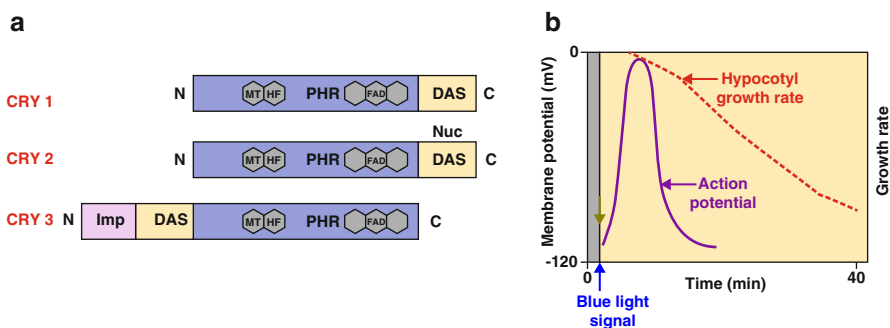 a
CRY 1
N
MT HF
PHR
FAD
DAS
C
Nuc
CRY 2
N
MT HF
PHR
FAD
DAS
C
CRY 3
N
Imp
DAS
MT HF
PHR
FAD
C
b
0
Membrane potential (mV)
-120
Hypocotyl
growth rate
Action
potential
Growth rate
0
Time (min)
40
Blue light
signal